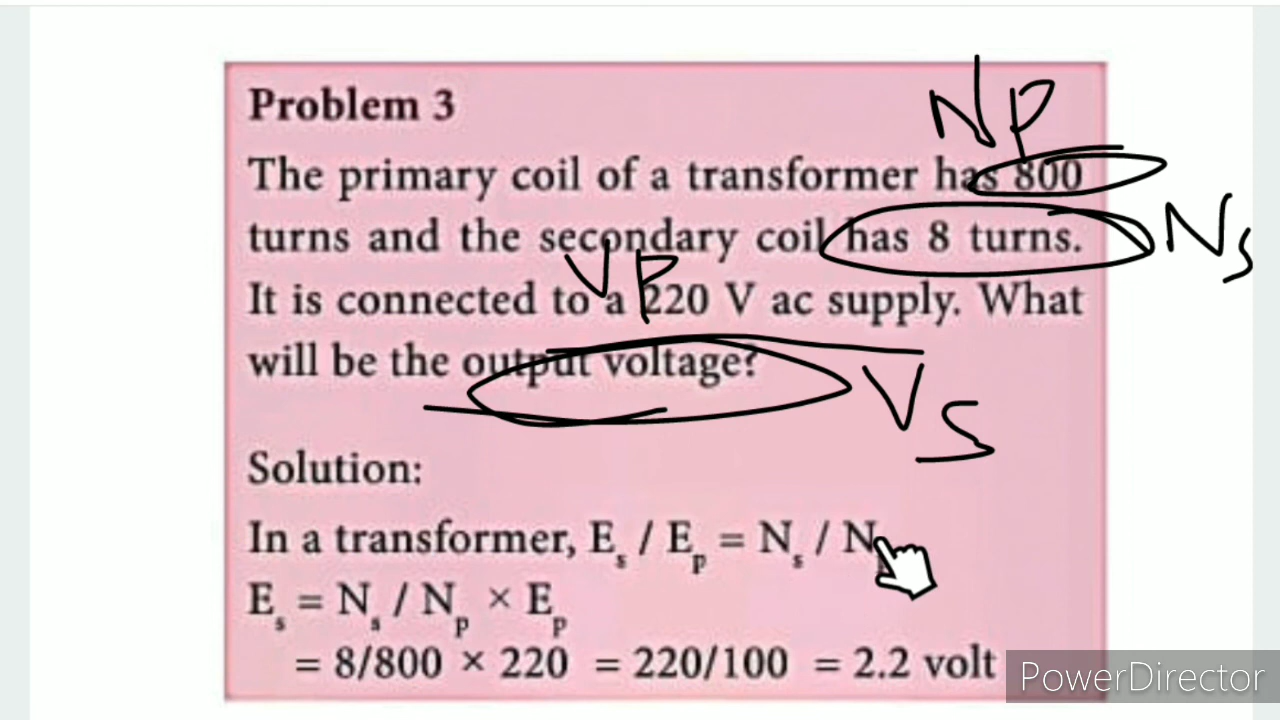 Problem 3
Np
The primary coil of a transformer has 800
turns and the secondary coil has 8 turns.
Ns
Vp
It is connected to a 220 V ac supply. What
will be the output voltage?
Vs
Solution:
In a transformer, Es / Ep = Ns / N
Es = Ns / Np × Ep
= 8/800 × 220 = 220/100 = 2.2 volt
PowerDirector